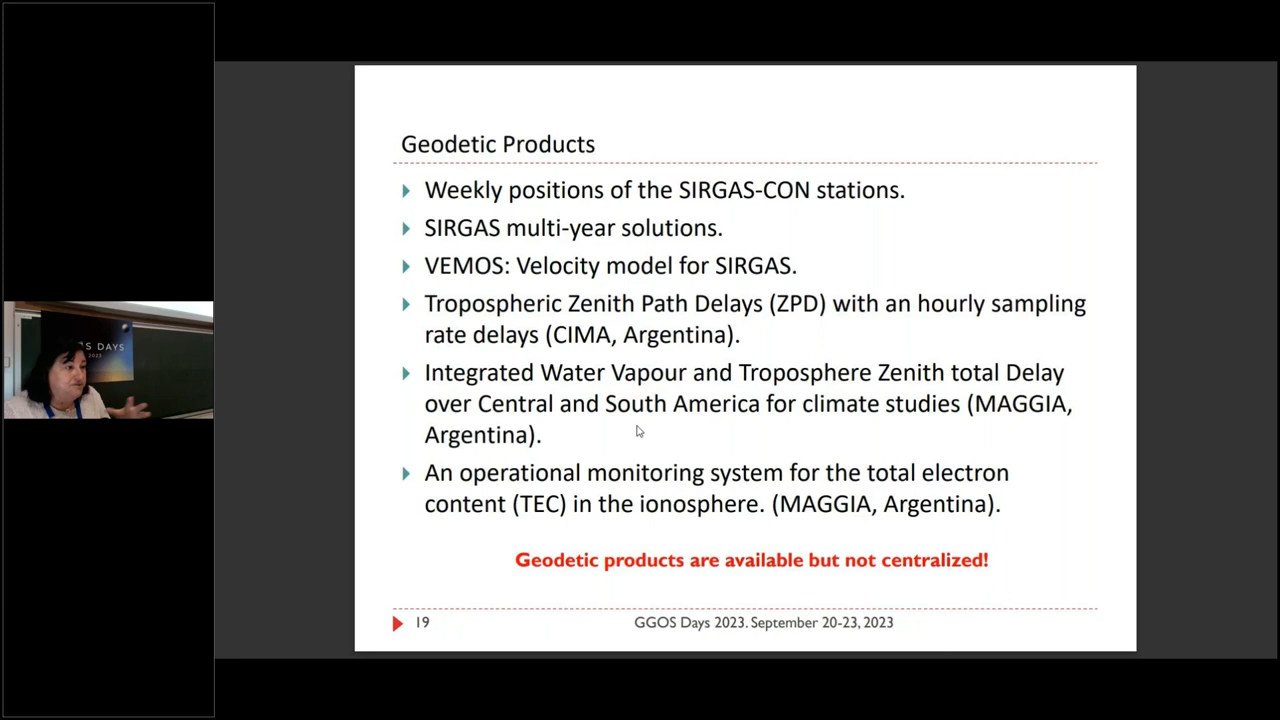 Geodetic Products
Weekly positions of the SIRGAS-CON stations.
SIRGAS multi-year solutions.
VEMOS: Velocity model for SIRGAS.
Tropospheric Zenith Path Delays (ZPD) with an hourly sampling
rate delays (CIMA, Argentina).
Integrated Water Vapour and Troposphere Zenith total Delay
over Central and South America for climate studies (MAGGIA,
Argentina).
An operational monitoring system for the total electron
content (TEC) in the ionosphere. (MAGGIA, Argentina).
Geodetic products are available but not centralized!
19
GGOS Days 2023. September 20-23, 2023
DAYS